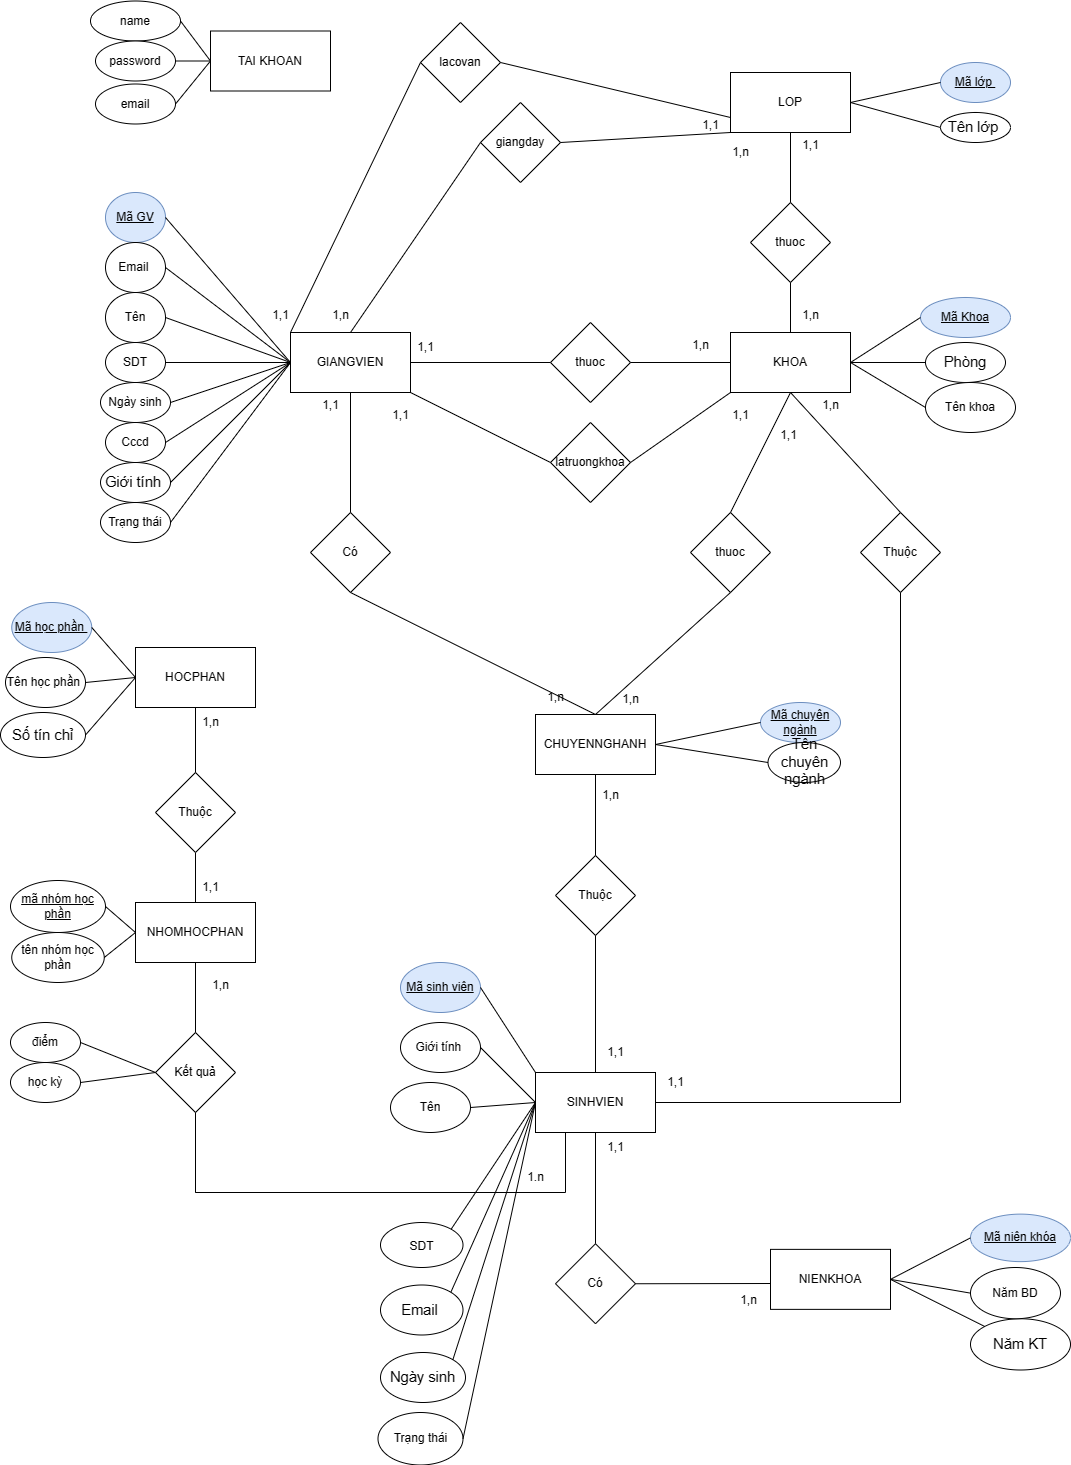 name
password
email
TAI KHOAN
lacovan
giangday
LOP
1,1
1,n
1,1
Mã lớp
Tên lớp
thuoc
Mã GV
Email
Tên
SDT
Ngày sinh
Cccd
Giới tính
Trạng thái
1,1
1,n
GIANGVIEN
1,1
1,1
1,1
thuoc
latruongkhoa
1,n
1,n
KHOA
1,1
1,n
1,1
Mã Khoa
Phòng
Tên khoa
Có
thuoc
Thuộc
Mã học phần
Tên học phần
Số tín chỉ
HOCPHAN
1,n
Thuộc
1,1
1,n
1,n
CHUYENNGHANH
Mã chuyên
ngành
Tên
chuyên
ngành
1,n
Thuộc
mã nhóm học
phần
tên nhóm học
phần
NHOMHOCPHAN
1,n
điểm
học kỳ
Kết quả
Mã sinh viên
Giới tính
Tên
1,1
1,1
SINHVIEN
1,1
1.n
SDT
Email
Ngày sinh
Trạng thái
Có
1,n
NIENKHOA
Mã niên khóa
Năm BD
Năm KT